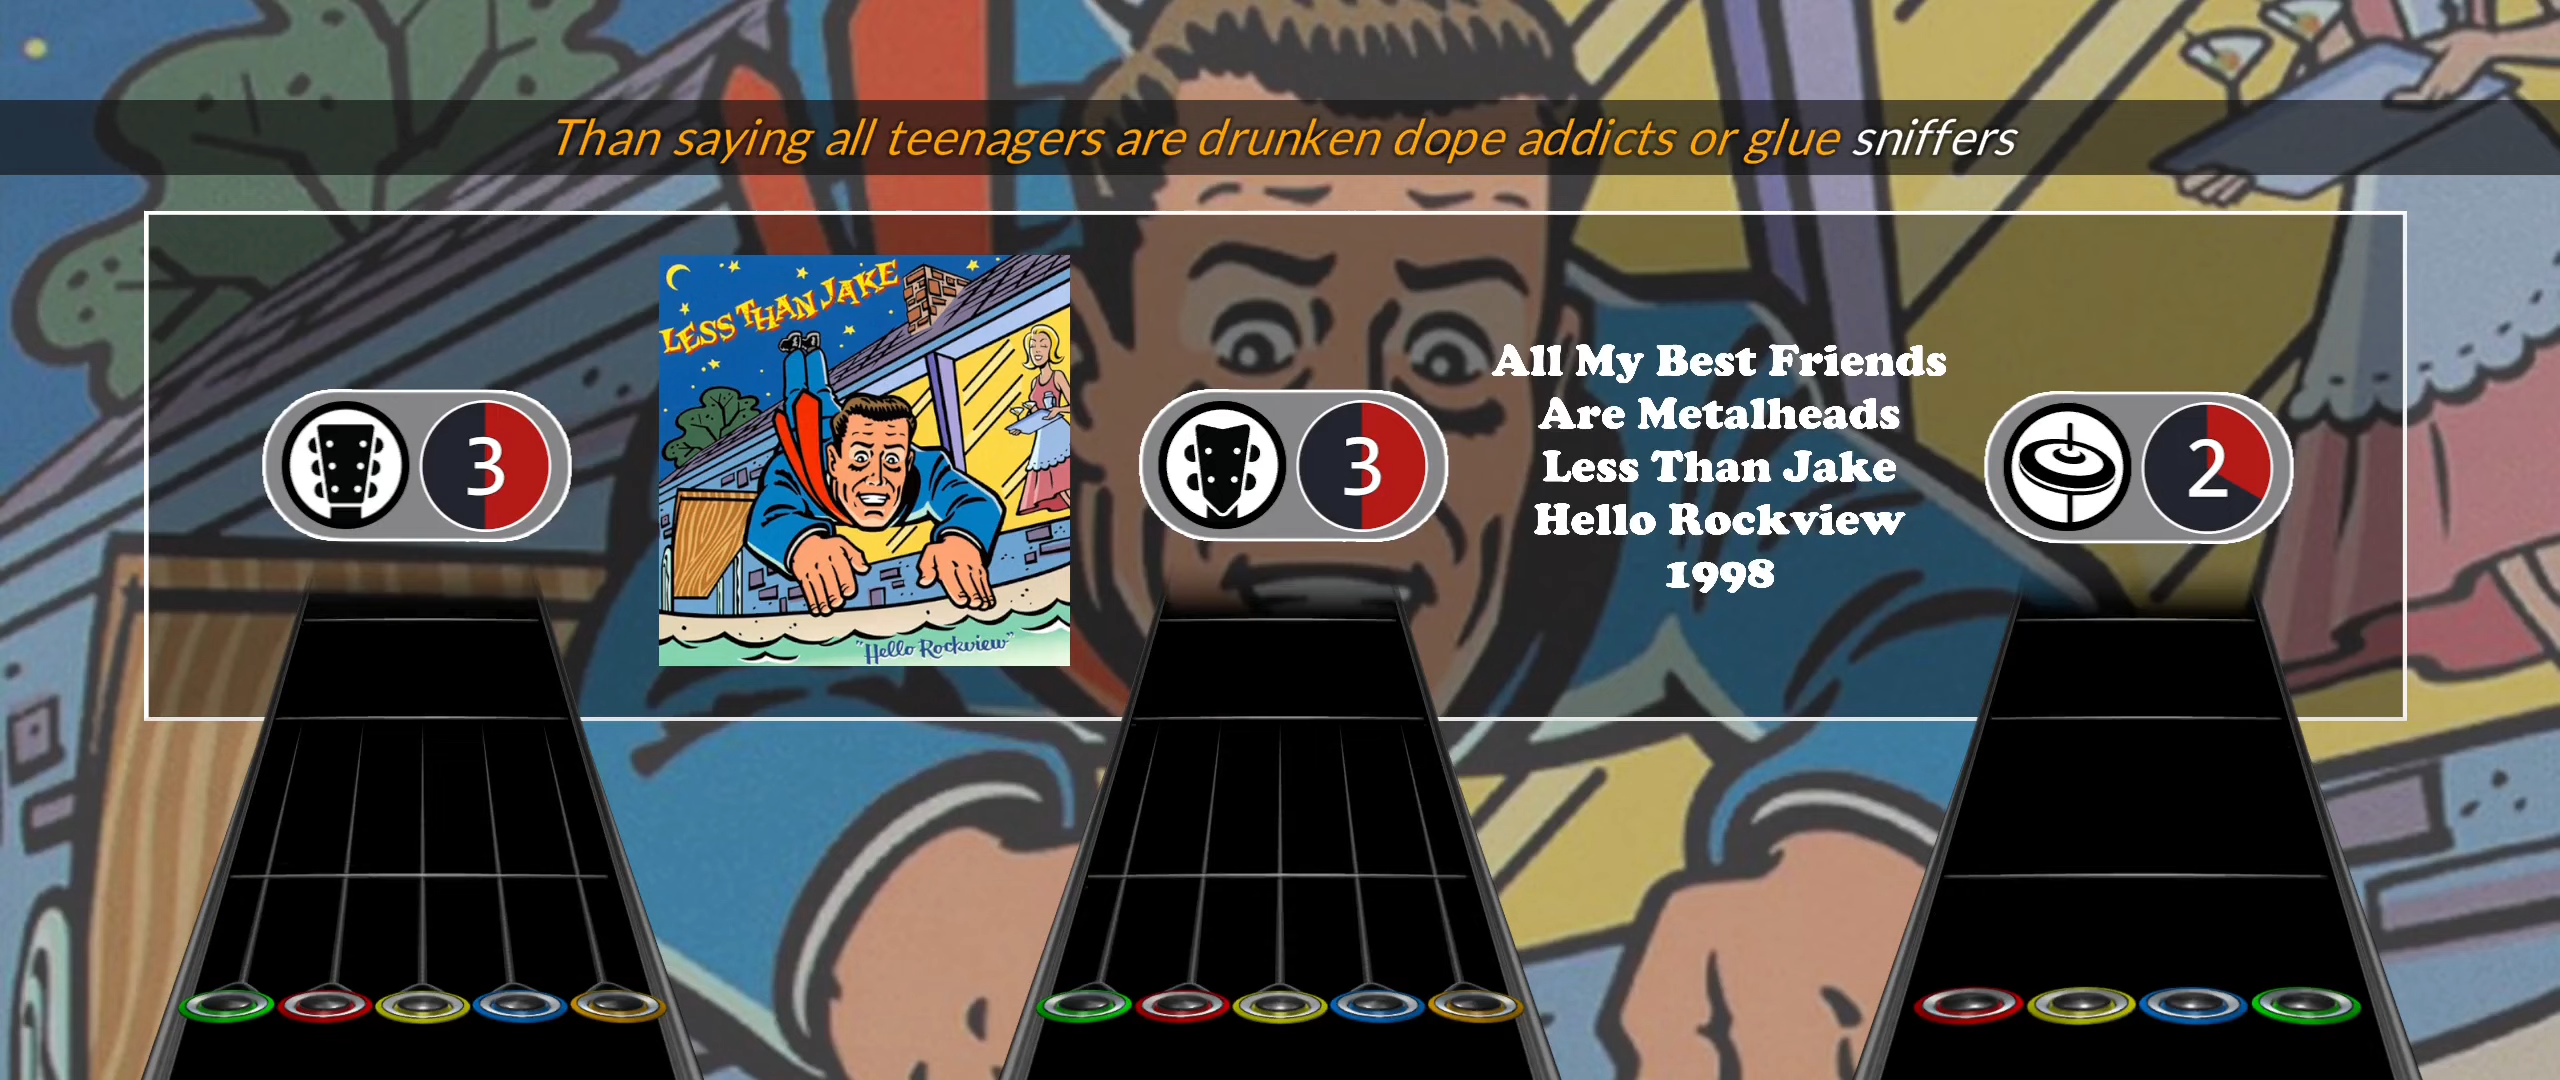 Than saying all teenagers are drunken dope addicts or glue sniffers
LESS THAN JAKE
"Hello Rockview"
3
3
All My Best Friends
Are Metalheads
Less Than Jake
Hello Rockview
1998
2